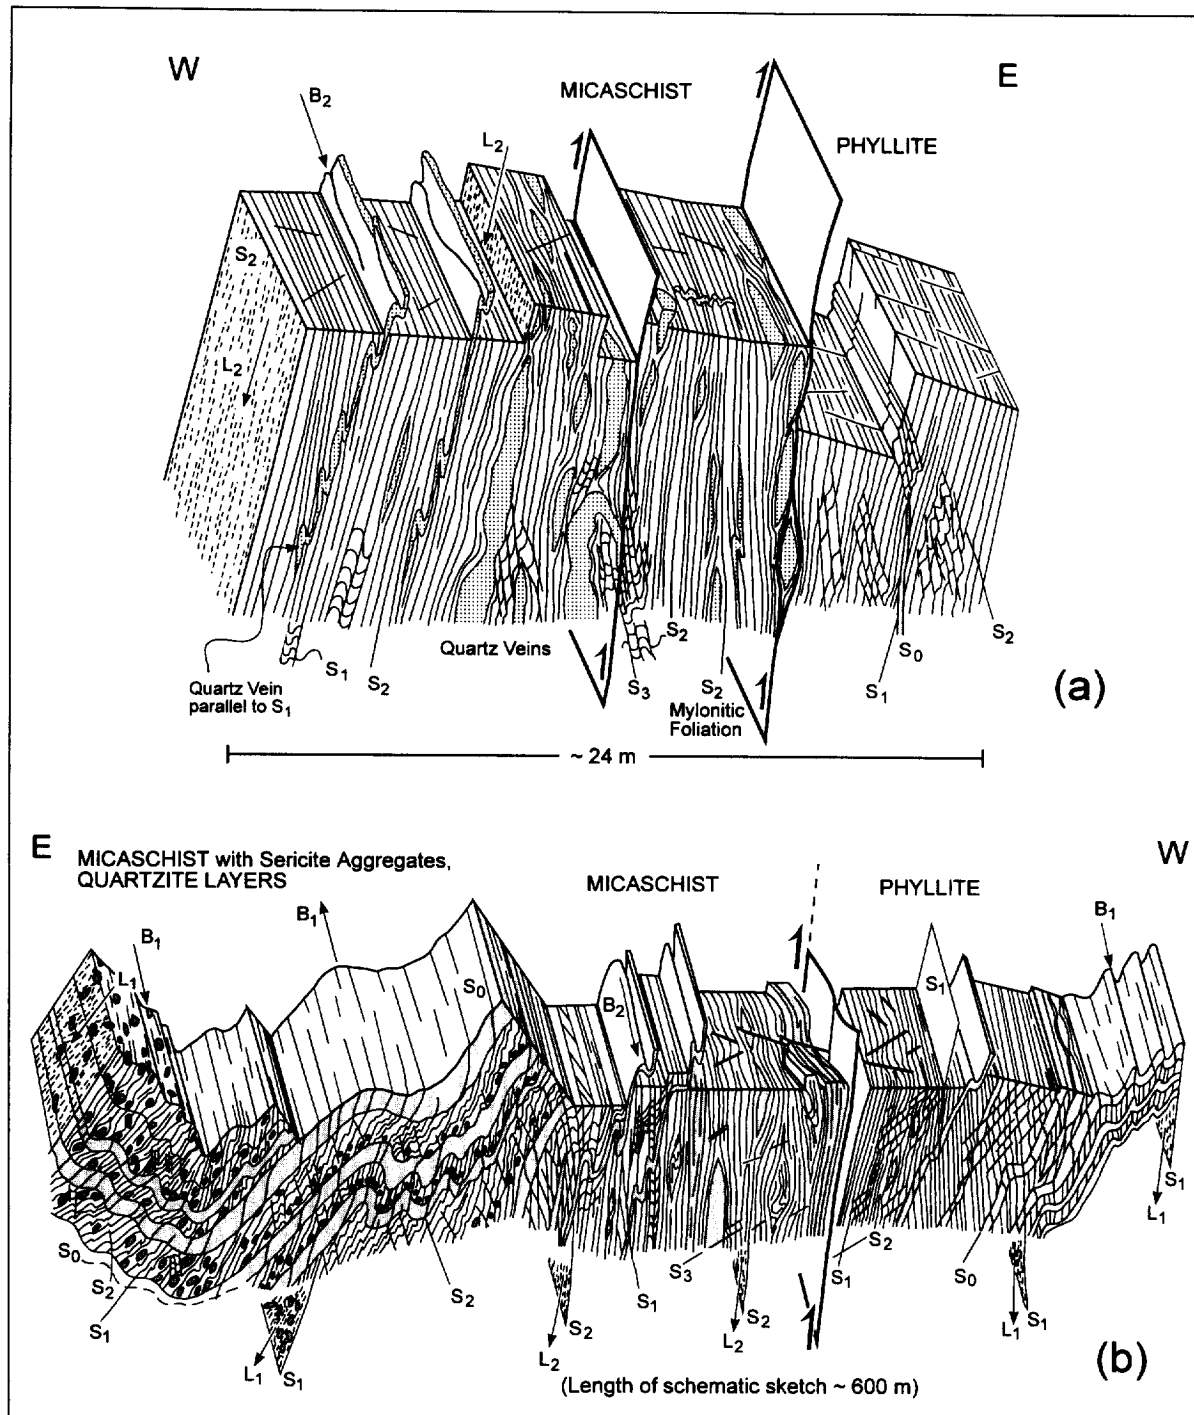 W
E
MICASCHIST
PHYLLITE
B2
L2
S2
L2
Quartz Vein
parallel to S1
S1
S2
Quartz Veins
S3
S2
S2
Mylonitic
Foliation
S1
S0
S2
(a)
~ 24 m
E
W
MICASCHIST with Sericite Aggregates,
QUARTZITE LAYERS
MICASCHIST
PHYLLITE
B1
L1
B1
S0
B2
S1
B1
S0
S2
S1
L1
S1
S2
S2
L2
S1
S3
S2
L2
S1
S2
S0
L1
S1
L1
S1
(b)
(Length of schematic sketch ~ 600 m)